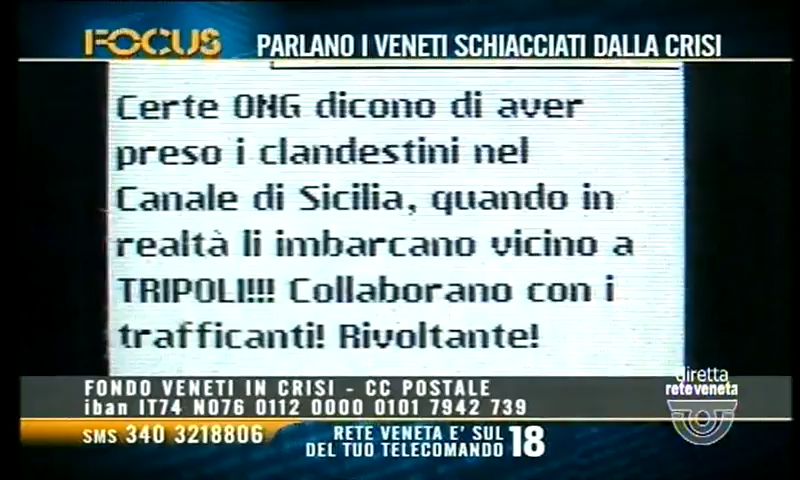 FOCUS PARLANO I VENETI SCHIACCIATI DALLA CRISI
Certe ONG dicono di aver
preso i clandestini nel
Canale di Sicilia, quando in
realtà li imbarcano vicino a
TRIPOLI!!! Collaborano con i
trafficanti! Rivoltante!
diretta
reteveneta
FONDO VENETI IN CRISI - CC POSTALE
iban IT74 N076 0112 0000 0101 7942 739
SMS 340 3218806
RETE VENETA E' SUL
DEL TUO TELECOMANDO 18